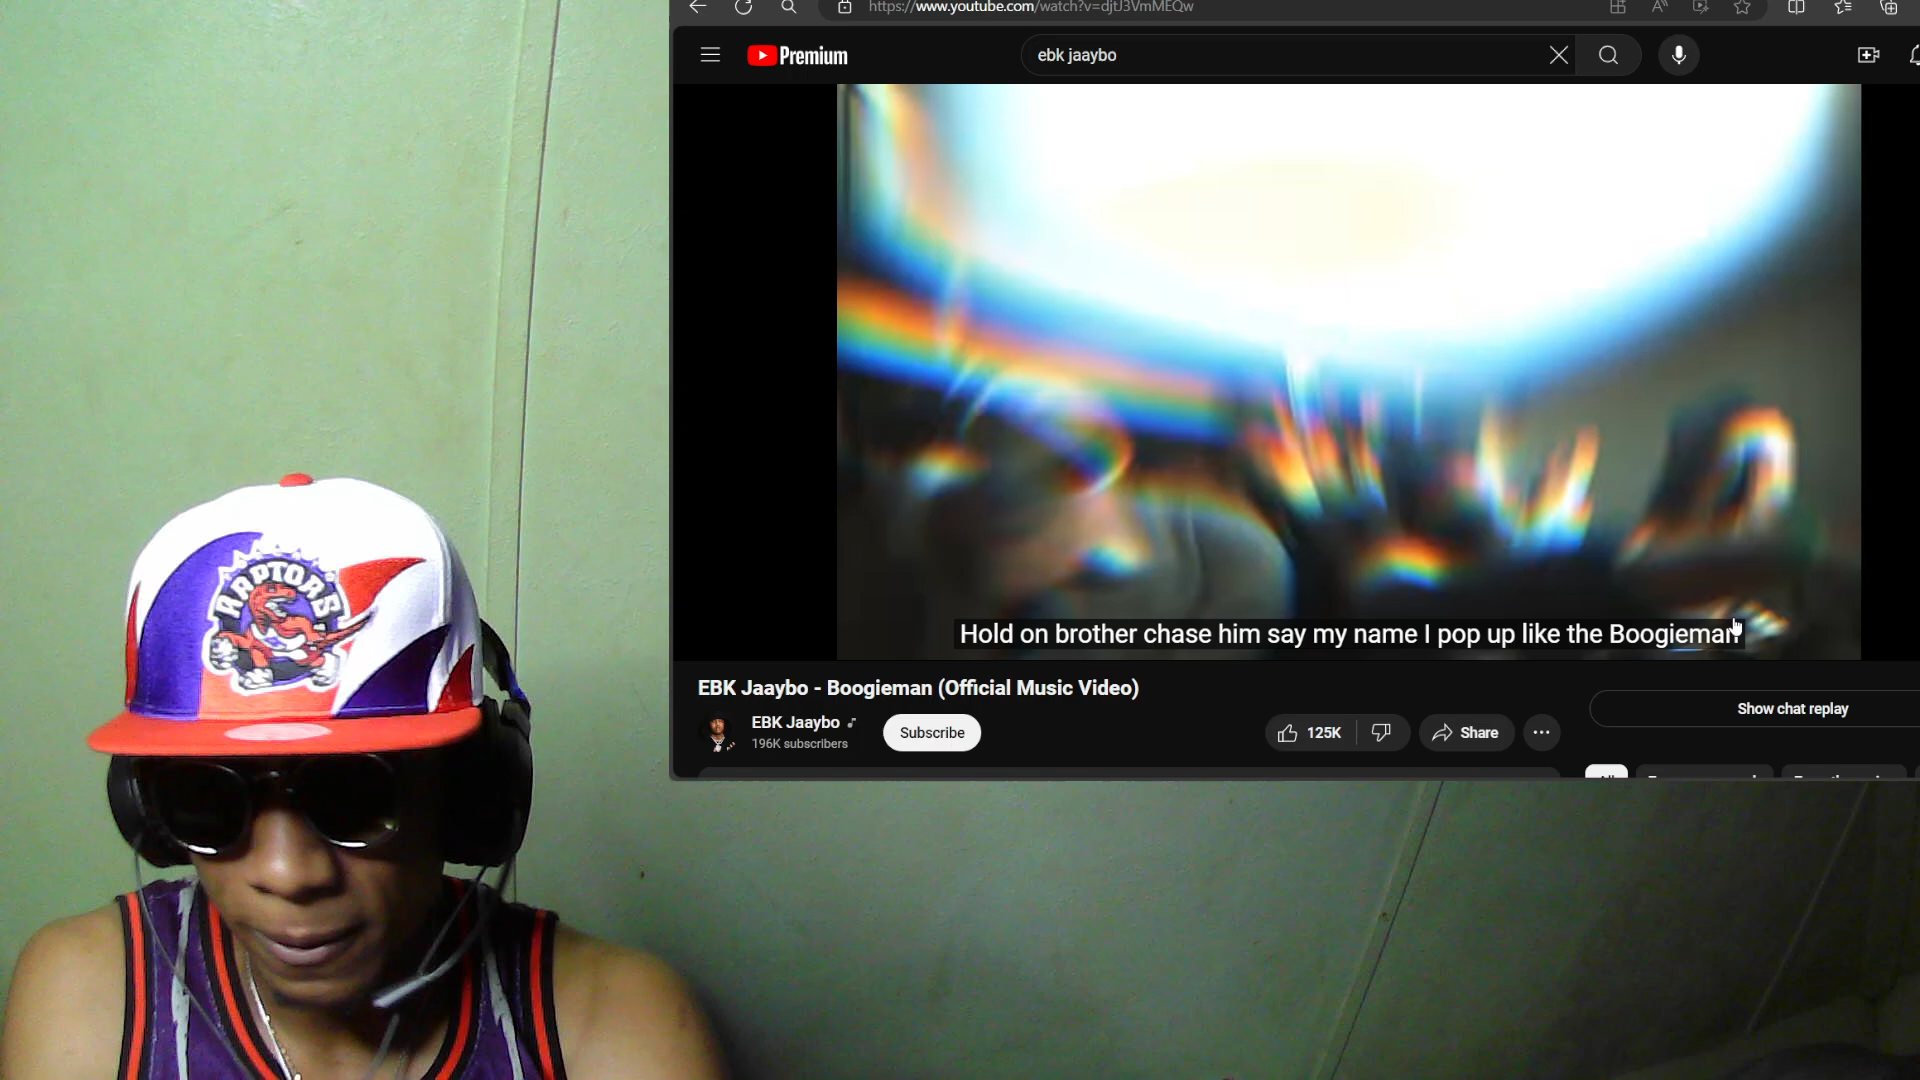 https://www.youtube.com/watch?v=djtJ3VmMEQw
Premium
ebk jaaybo
RAPTORS
Hold on brother chase him say my name I pop up like the Boogieman
EBK Jaaybo - Boogieman (Official Music Video)
EBK Jaaybo
196K subscribers
Subscribe
125K
Share
Show chat replay